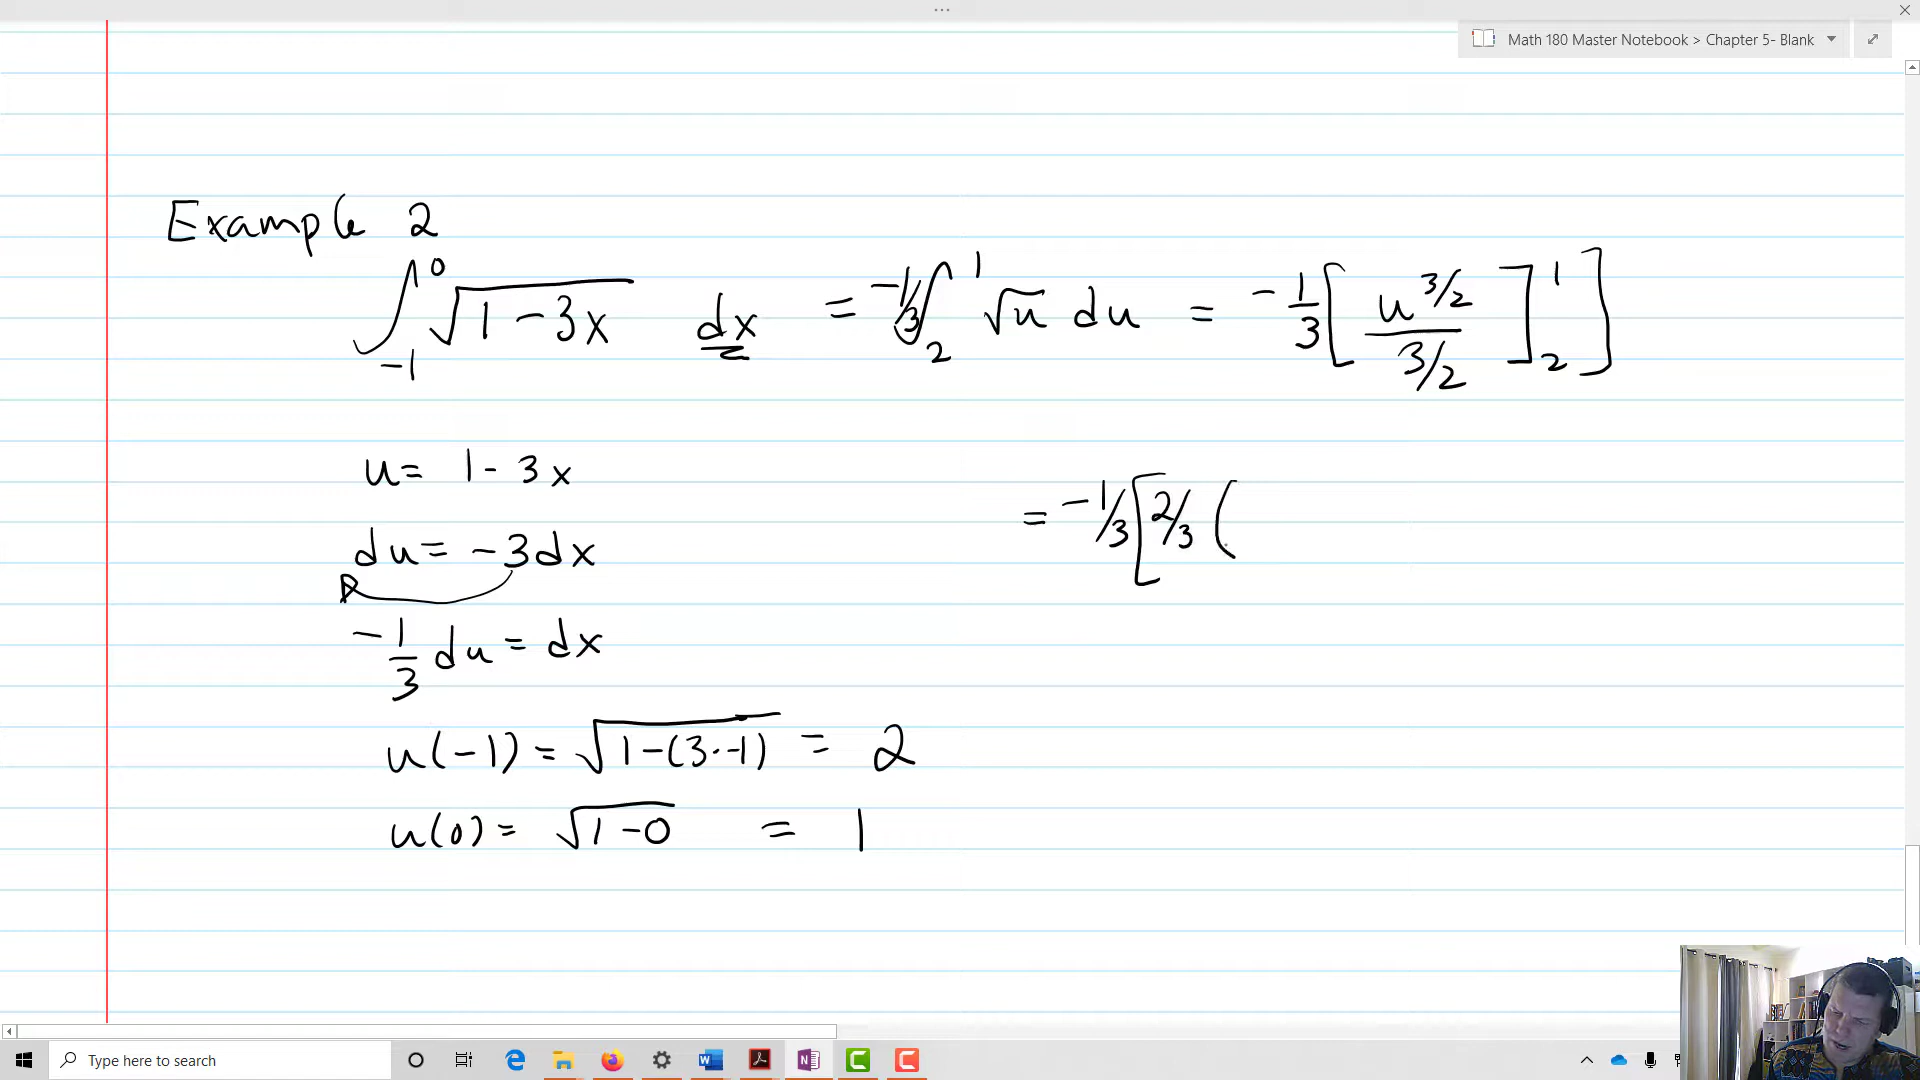 Math 180 Master Notebook > Chapter 5- Blank
Example 2
∫_{-1}^{0} √(1 - 3x) dx = -1/3 ∫_{2}^{1} √u du = -1/3 [ u^{3/2} / (3/2) ]_{2}^{1} ]
u = 1 - 3x
= -1/3 [ 2/3 (
du = -3dx
-1/3 du = dx
u(-1) = √(1-(3·-1)) = 2
u(0) = √(1-0) = 1
Type here to search